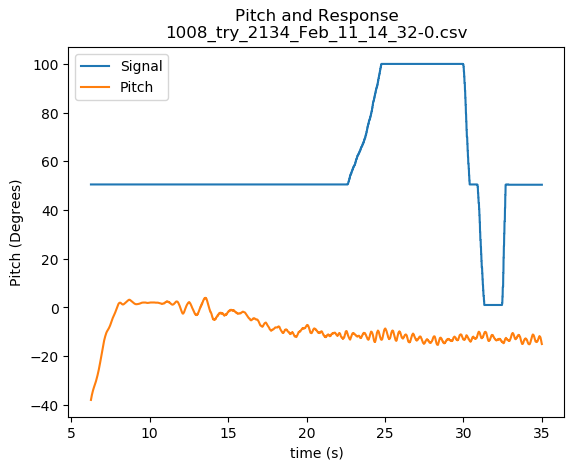 Pitch and Response
1008_try_2134_Feb_11_14_32-0.csv
Signal
Pitch
Pitch (Degrees)
100
80
60
40
20
0
−20
−40
5
10
15
20
25
30
35
time (s)